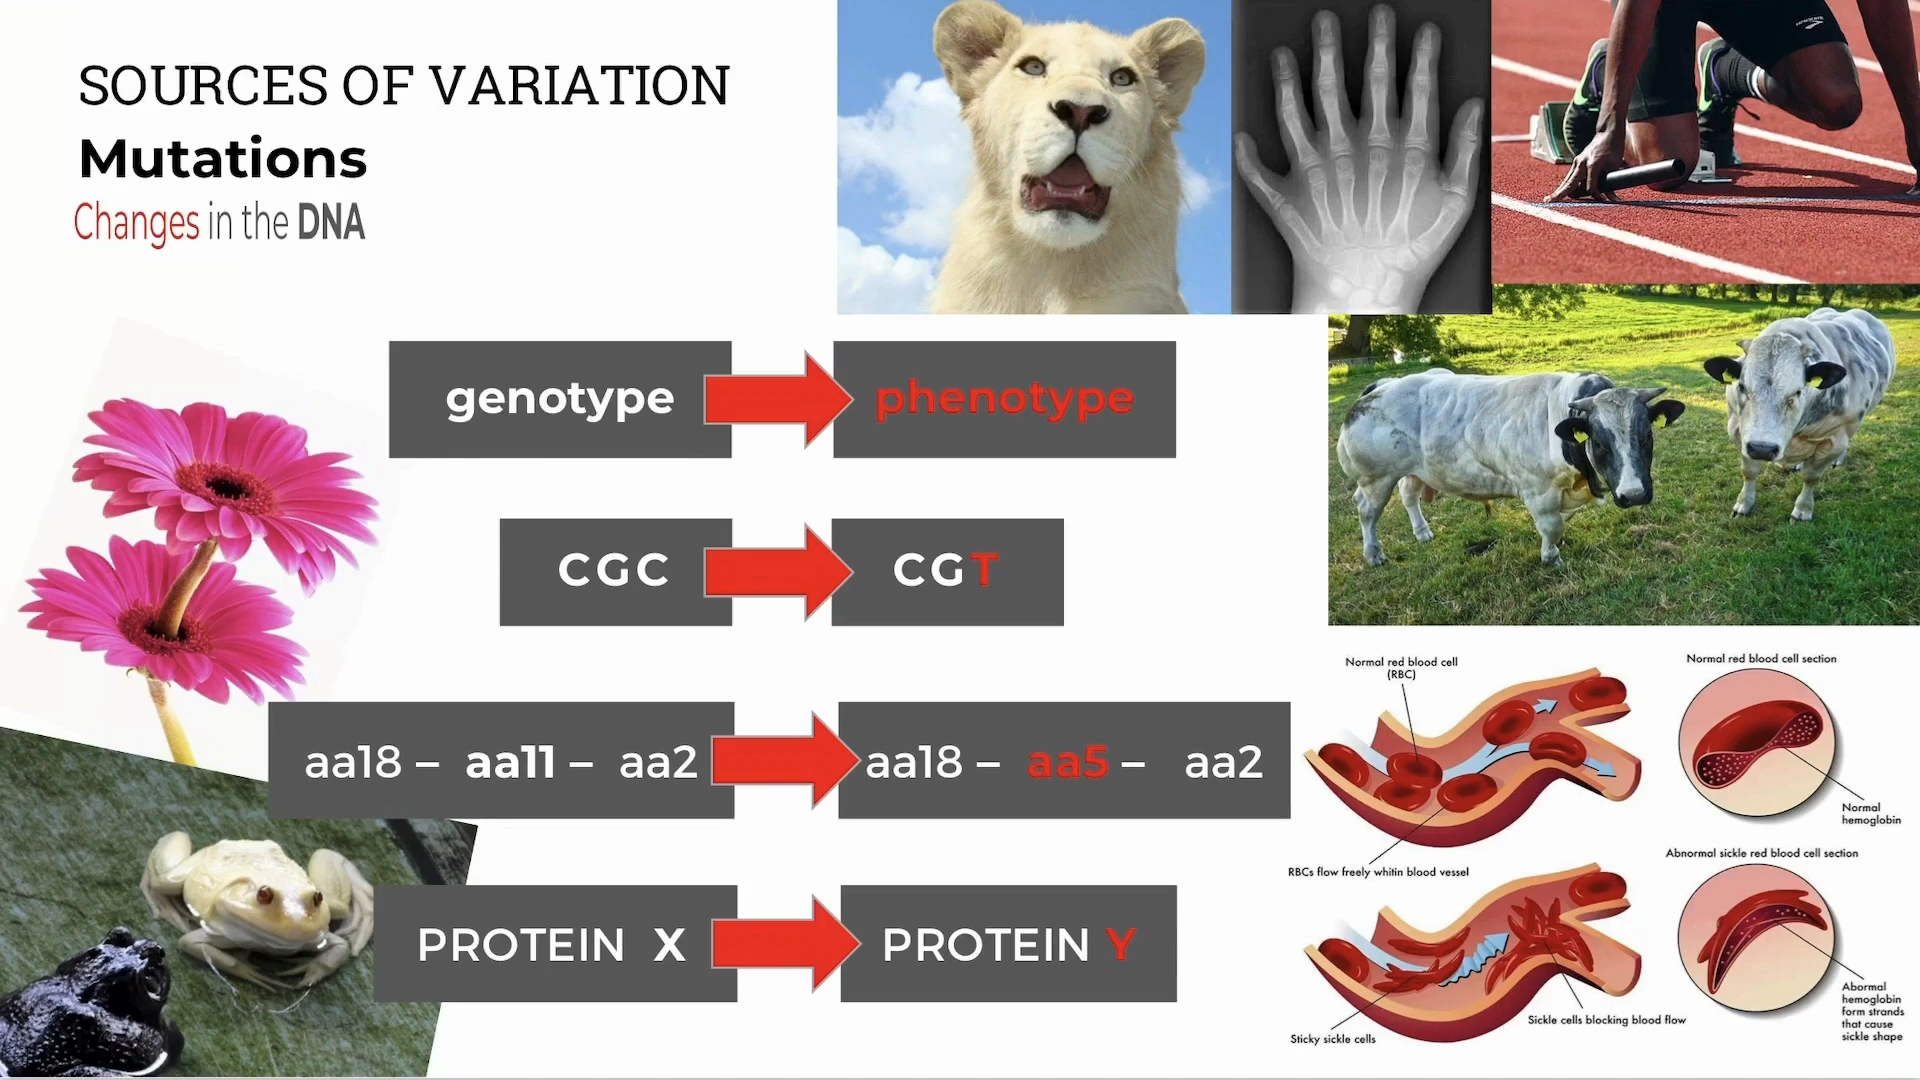 SOURCES OF VARIATION
Mutations
Changes in the DNA
genotype
phenotype
CGC
CGT
aa18 – aa11 – aa2
aa18 – aa5 – aa2
PROTEIN X
PROTEIN Y
Normal red blood cell
(RBC)
RBCs flow freely whitin blood vessel
Normal red blood cell section
Normal
hemoglobin
Abnormal sickle red blood cell section
Sticky sickle cells
Sickle cells blocking blood flow
Abormal
hemoglobin
form strands
that cause
sickle shape